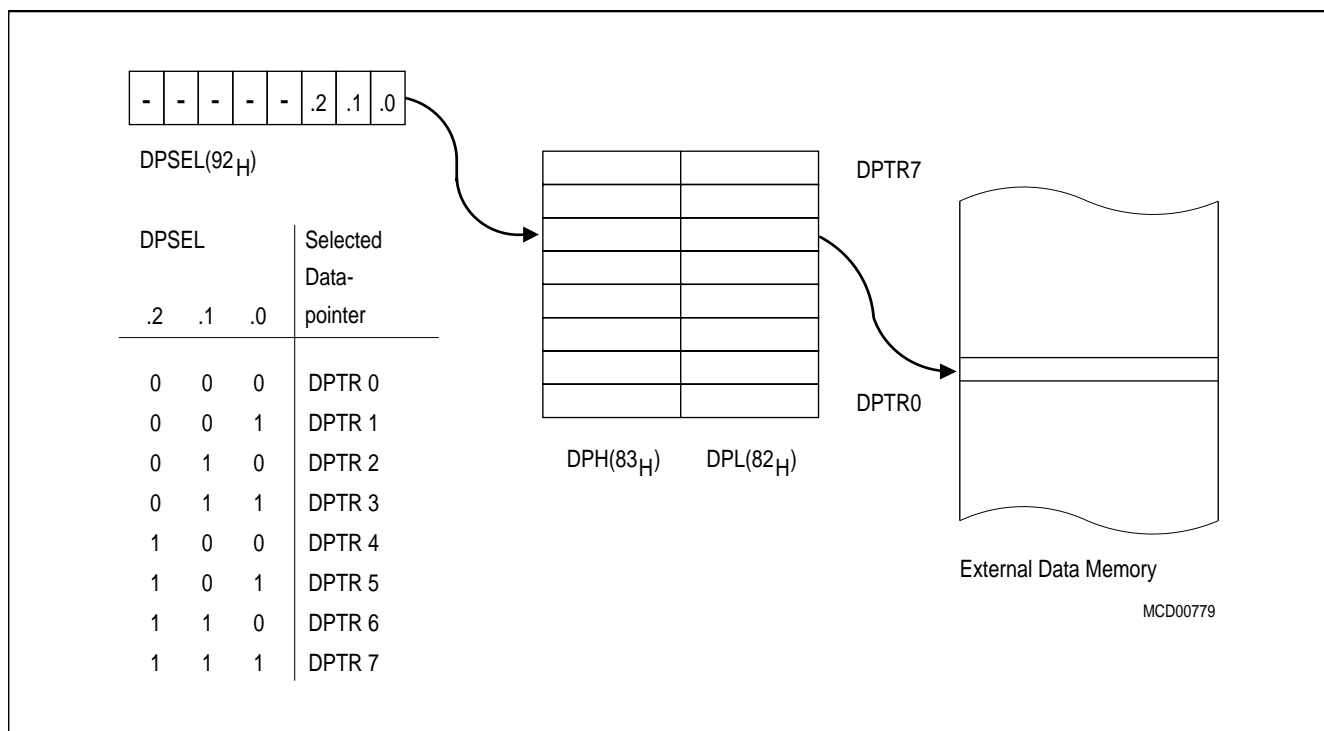 - - - - - .2 .1 .0
DPSEL(92H)
DPSEL Selected
Data-
.2 .1 .0 pointer
0 0 0 DPTR 0
0 0 1 DPTR 1
0 1 0 DPTR 2
0 1 1 DPTR 3
1 0 0 DPTR 4
1 0 1 DPTR 5
1 1 0 DPTR 6
1 1 1 DPTR 7
DPTR7
DPTR0
DPH(83H) DPL(82H)
External Data Memory
MCD00779